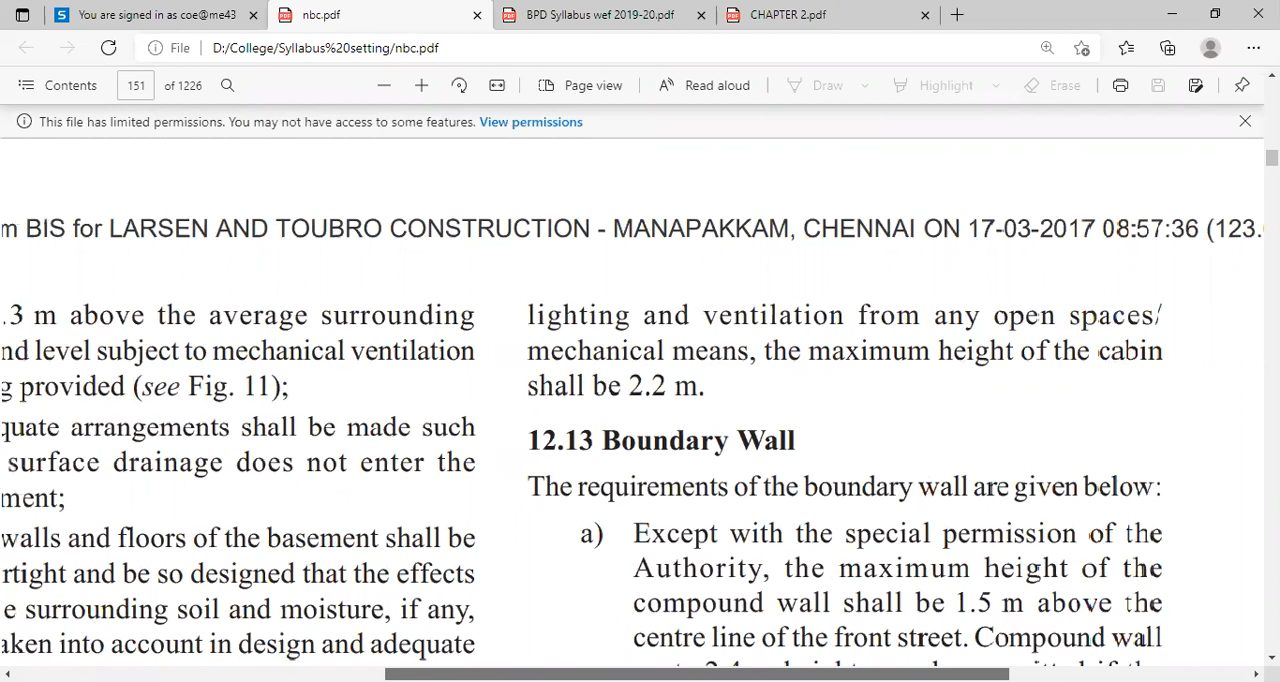 You are signed in as coe@me43
nbc.pdf
BPD Syllabus wef 2019-20.pdf
CHAPTER 2.pdf
File
D:/College/Syllabus%20setting/nbc.pdf
Contents
151 of 1226
Page view
Read aloud
Draw
Highlight
Erase
This file has limited permissions. You may not have access to some features. View permissions
m BIS for LARSEN AND TOUBRO CONSTRUCTION - MANAPAKKAM, CHENNAI ON 17-03-2017 08:57:36 (123.
.3 m above the average surrounding
nd level subject to mechanical ventilation
g provided (see Fig. 11);
quate arrangements shall be made such
surface drainage does not enter the
ment;
walls and floors of the basement shall be
rtight and be so designed that the effects
e surrounding soil and moisture, if any,
aken into account in design and adequate
lighting and ventilation from any open spaces/
mechanical means, the maximum height of the cabin
shall be 2.2 m.
12.13 Boundary Wall
The requirements of the boundary wall are given below:
a) Except with the special permission of the
Authority, the maximum height of the
compound wall shall be 1.5 m above the
centre line of the front street. Compound wall